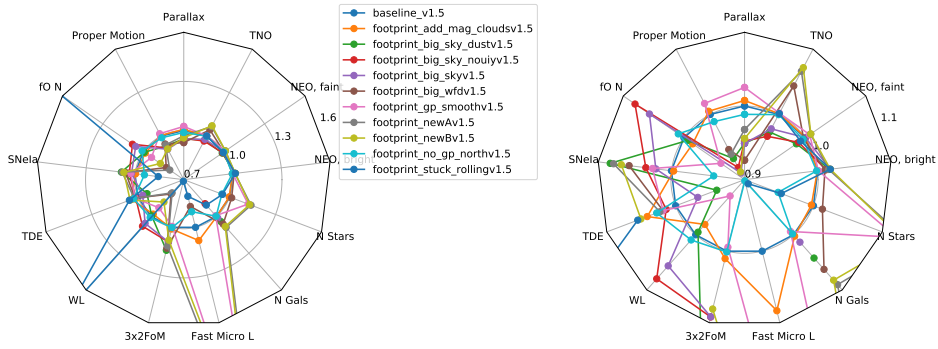 Parallax
TNO
NEO, faint
NEO, bright
N Stars
N Gals
Fast Micro L
3x2FoM
WL
TDE
SNeIa
fO N
Proper Motion
0.7
1.0
1.3
1.6
baseline_v1.5
footprint_add_mag_cloudsv1.5
footprint_big_sky_dustv1.5
footprint_big_sky_nouiyv1.5
footprint_big_skyv1.5
footprint_big_wfdv1.5
footprint_gp_smoothv1.5
footprint_newAv1.5
footprint_newBv1.5
footprint_no_gp_northv1.5
footprint_stuck_rollingv1.5
Parallax
TNO
NEO, faint
NEO, bright
N Stars
N Gals
Fast Micro L
3x2FoM
WL
TDE
SNeIa
fO N
Proper Motion
0.9
1.0
1.1